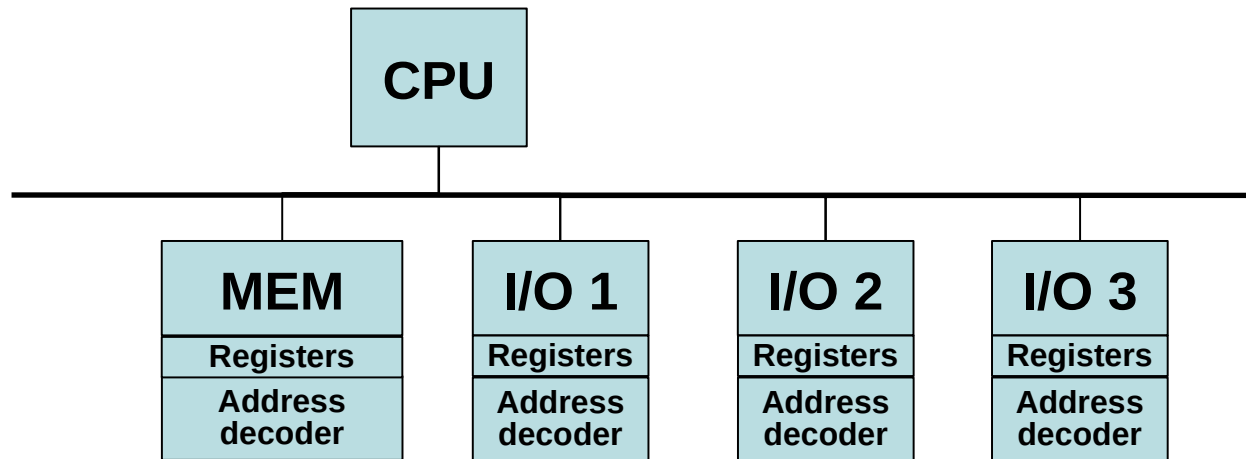 CPU
MEM
Registers
Address
decoder
I/O 1
Registers
Address
decoder
I/O 2
Registers
Address
decoder
I/O 3
Registers
Address
decoder